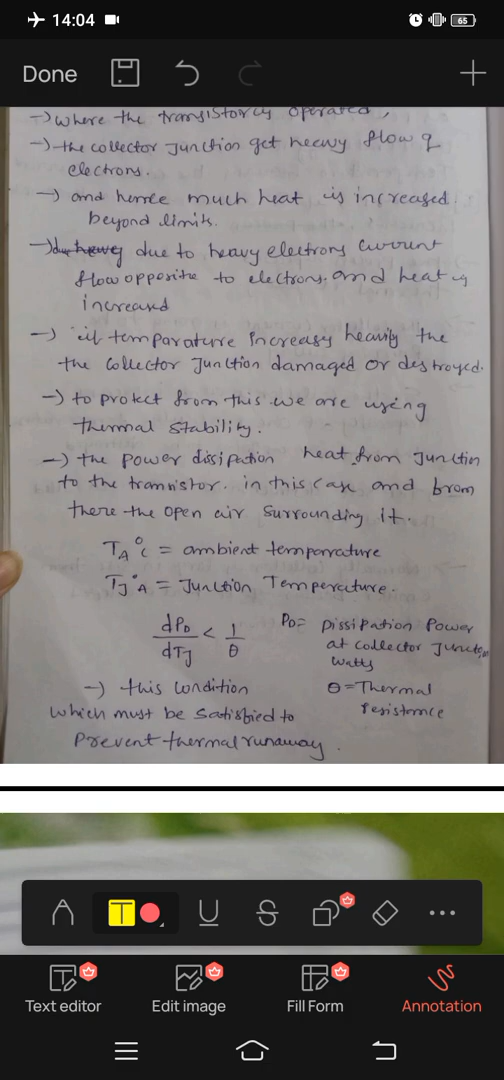 14:04
65
Done
→ where the transistor is operated,
→ the collector Junction get heavy flow of
electrons.
→ and hence much heat is increased
beyond limits.
→ due to heavy electrons current
flow opposite to electrons. and heat is
increased
→ if temparature increasy heavily the
the collector Junction damaged or destroyed.
→ to protect from this we are using
thermal stability.
→ the power dissipation heat from Junction
to the transistor. in this case and brom
there the open air surrounding it.
TA°C = ambient temparrature
TJ°A = Junction Temperature.
dPD/dTJ < 1/θ PD = Dissipation Power
at collector Junction
watts
→ this condition θ = Thermal
which must be satisfied to resistance
Prevent thermal runaway.
T
U
S
Text editor
Edit image
Fill Form
Annotation